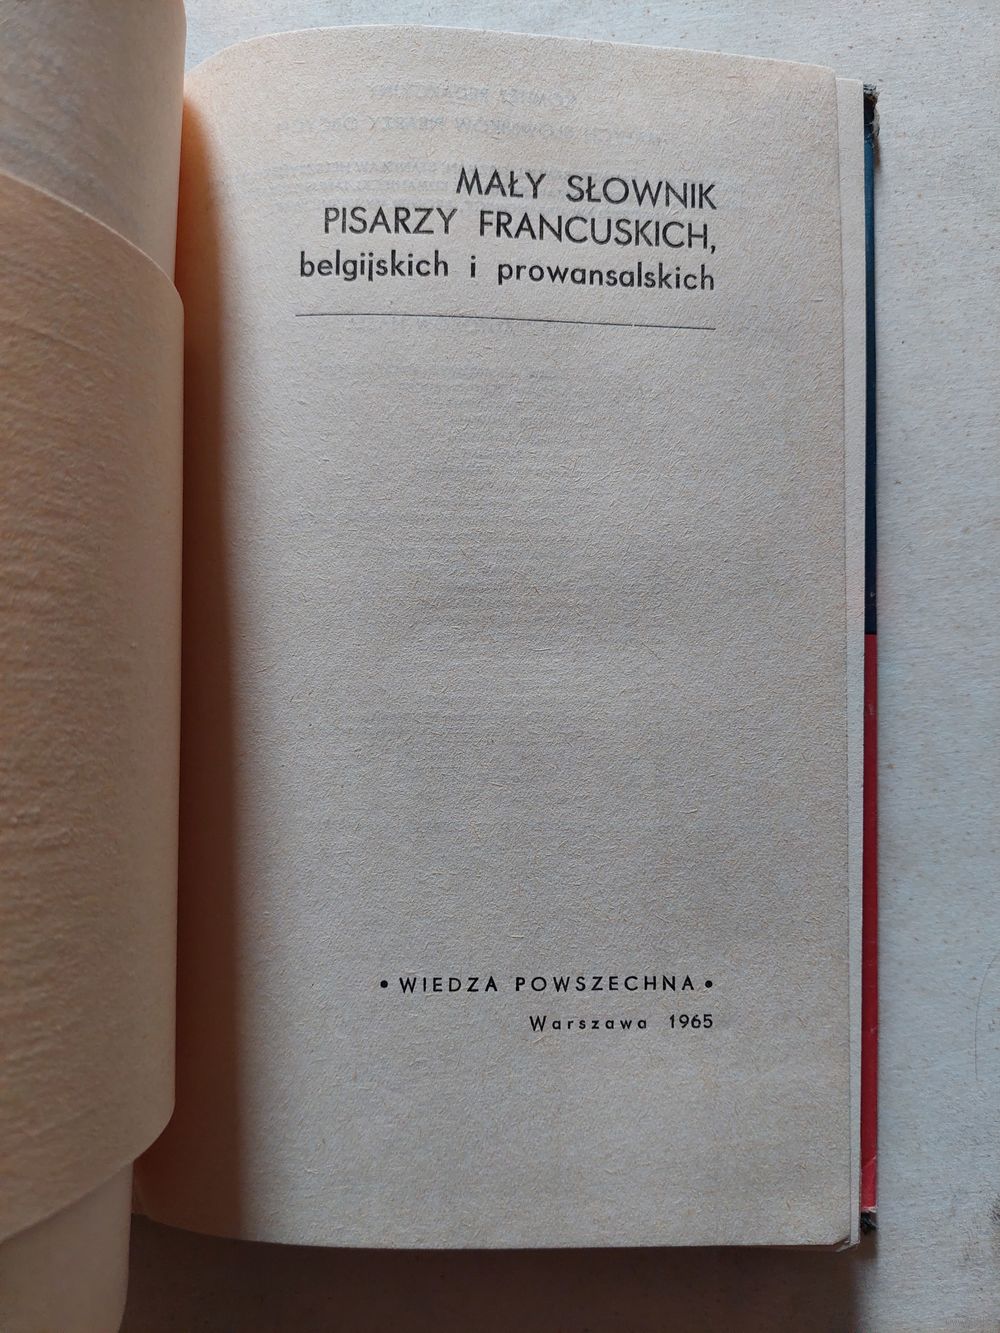 MAŁY SŁOWNIK
PISARZY FRANCUSKICH,
belgijskich i prowansalskich
• WIEDZA POWSZECHNA •
Warszawa 1965